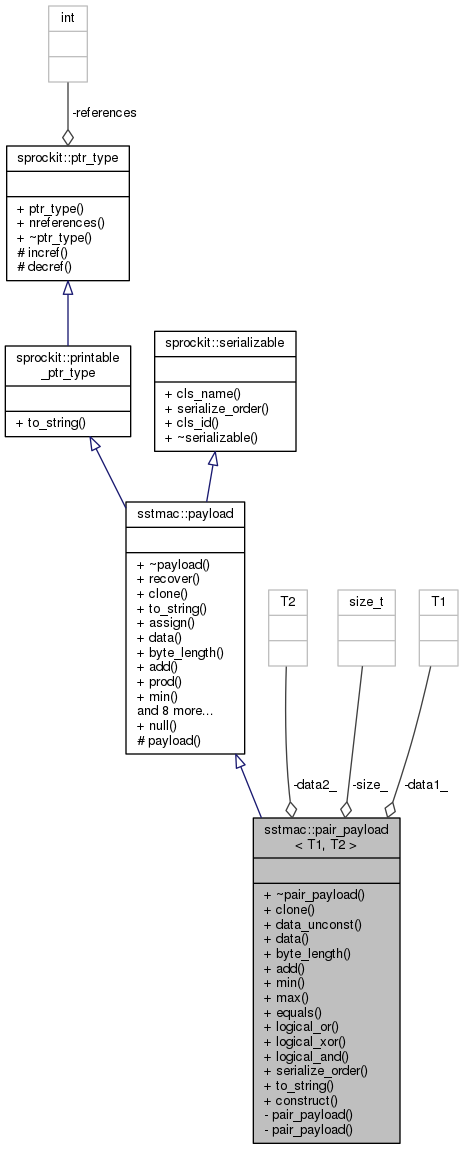 int
-references
sprockit::ptr_type
+ ptr_type()
+ nreferences()
+ ~ptr_type()
# incref()
# decref()
sprockit::printable
_ptr_type
+ to_string()
sprockit::serializable
+ cls_name()
+ serialize_order()
+ cls_id()
+ ~serializable()
sstmac::payload
+ ~payload()
+ recover()
+ clone()
+ to_string()
+ assign()
+ data()
+ byte_length()
+ add()
+ prod()
+ min()
and 8 more...
+ null()
# payload()
T2
size_t
T1
-data2_
-size_
-data1_
sstmac::pair_payload
< T1, T2 >
+ ~pair_payload()
+ clone()
+ data_unconst()
+ data()
+ byte_length()
+ add()
+ min()
+ max()
+ equals()
+ logical_or()
+ logical_xor()
+ logical_and()
+ serialize_order()
+ to_string()
+ construct()
- pair_payload()
- pair_payload()